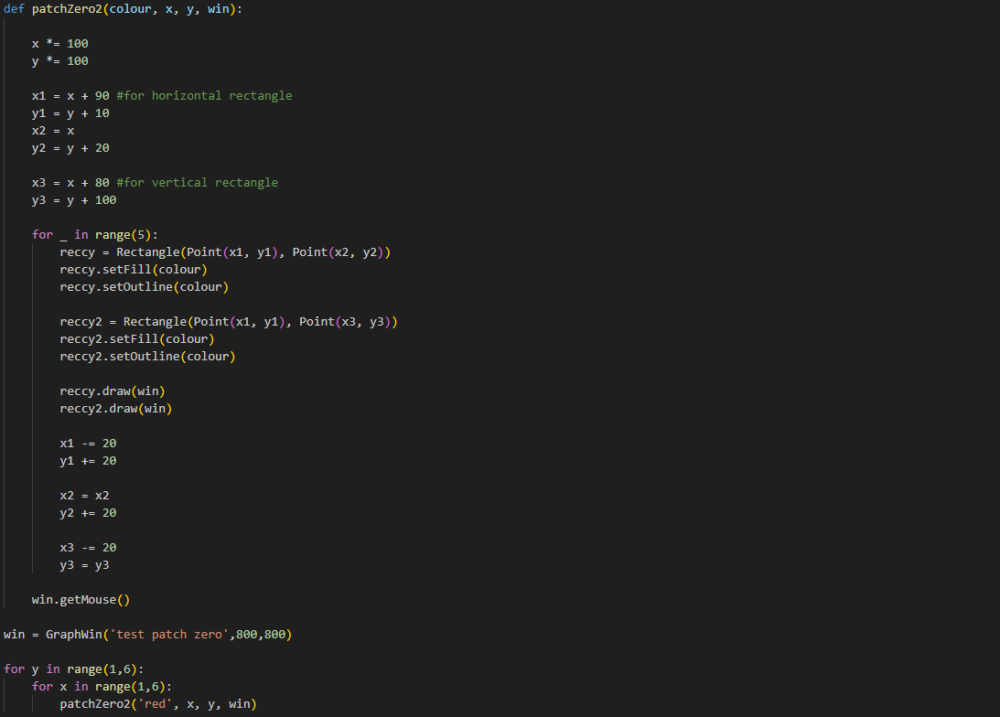 def patchZero2(colour, x, y, win):
x *= 100
y *= 100
x1 = x + 90 #for horizontal rectangle
y1 = y + 10
x2 = x
y2 = y + 20
x3 = x + 80 #for vertical rectangle
y3 = y + 100
for _ in range(5):
reccy = Rectangle(Point(x1, y1), Point(x2, y2))
reccy.setFill(colour)
reccy.setOutline(colour)
reccy2 = Rectangle(Point(x1, y1), Point(x3, y3))
reccy2.setFill(colour)
reccy2.setOutline(colour)
reccy.draw(win)
reccy2.draw(win)
x1 -= 20
y1 += 20
x2 = x2
y2 += 20
x3 -= 20
y3 = y3
win.getMouse()
win = GraphWin('test patch zero',800,800)
for y in range(1,6):
for x in range(1,6):
patchZero2('red', x, y, win)